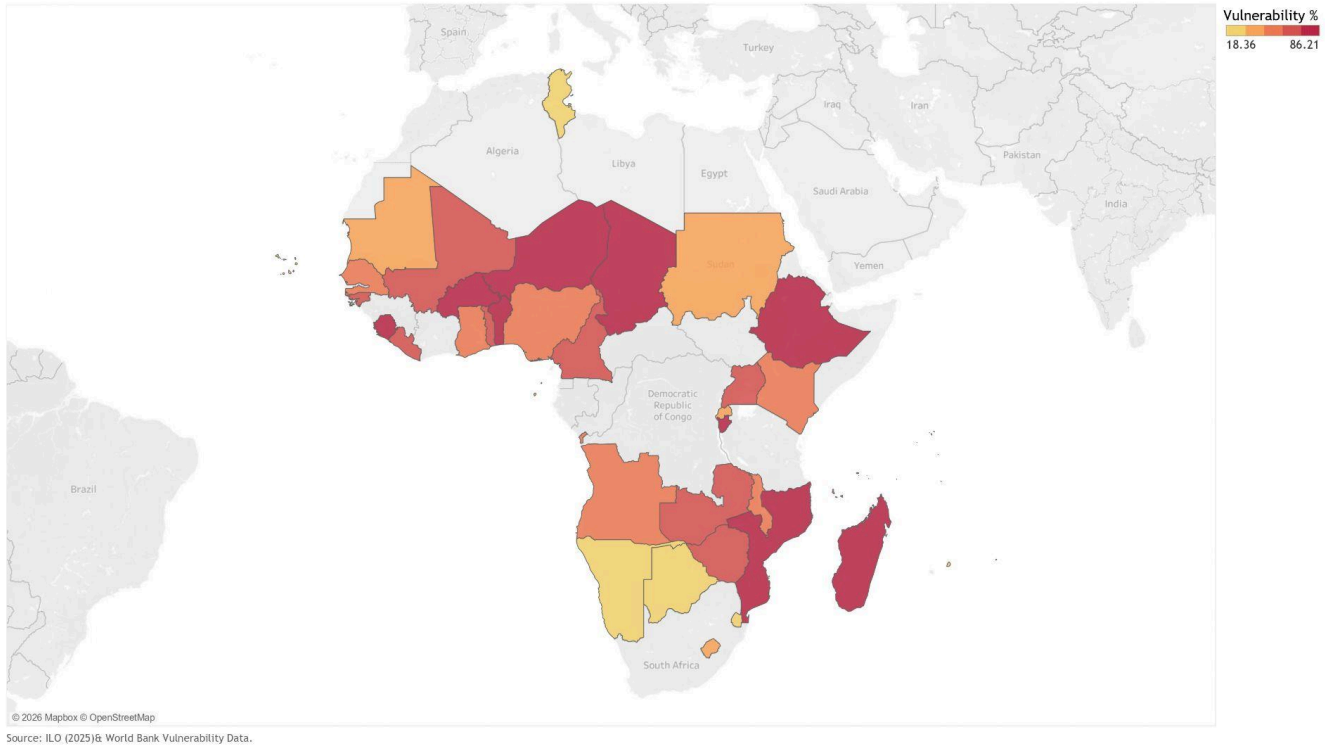 Vulnerability %
18.36 86.21
Spain
Turkey
Iraq
Iran
Algeria
Libya
Egypt
Pakistan
Saudi Arabia
India
Sudan
Yemen
Democratic
Republic
of Congo
Brazil
South Africa
© 2026 Mapbox © OpenStreetMap
Source: ILO (2025)& World Bank Vulnerability Data.